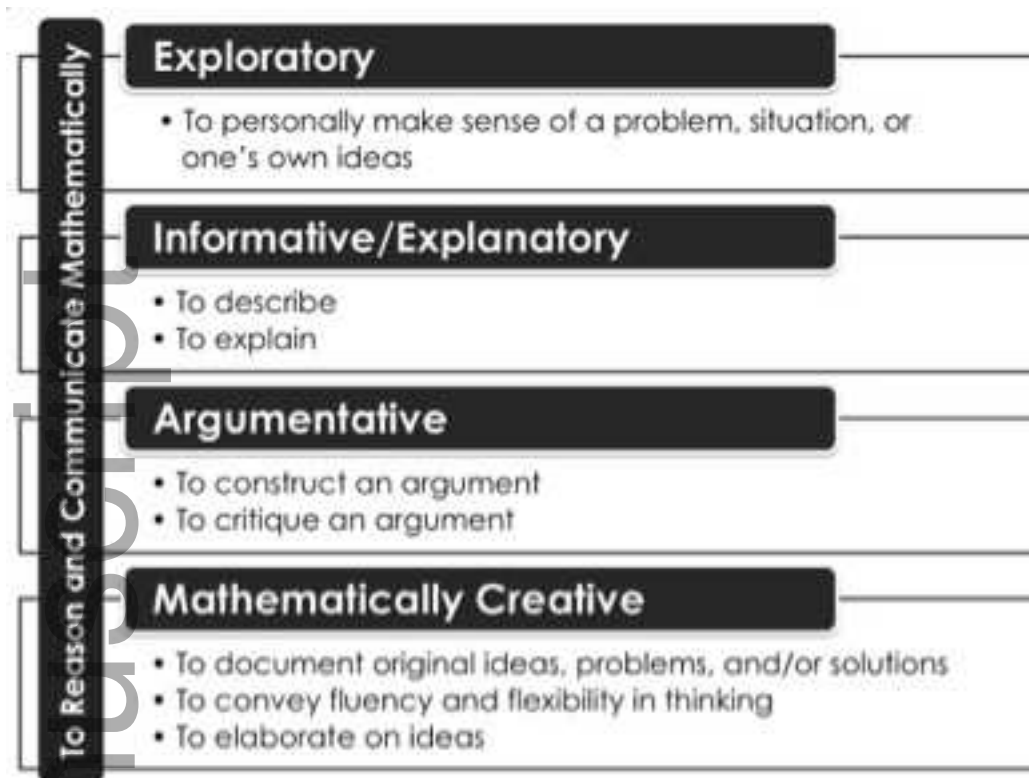 To Reason and Communicate Mathematically
Exploratory
• To personally make sense of a problem, situation, or
one's own ideas
Informative/Explanatory
• To describe
• To explain
Argumentative
• To construct an argument
• To critique an argument
Mathematically Creative
• To document original ideas, problems, and/or solutions
• To convey fluency and flexibility in thinking
• To elaborate on ideas